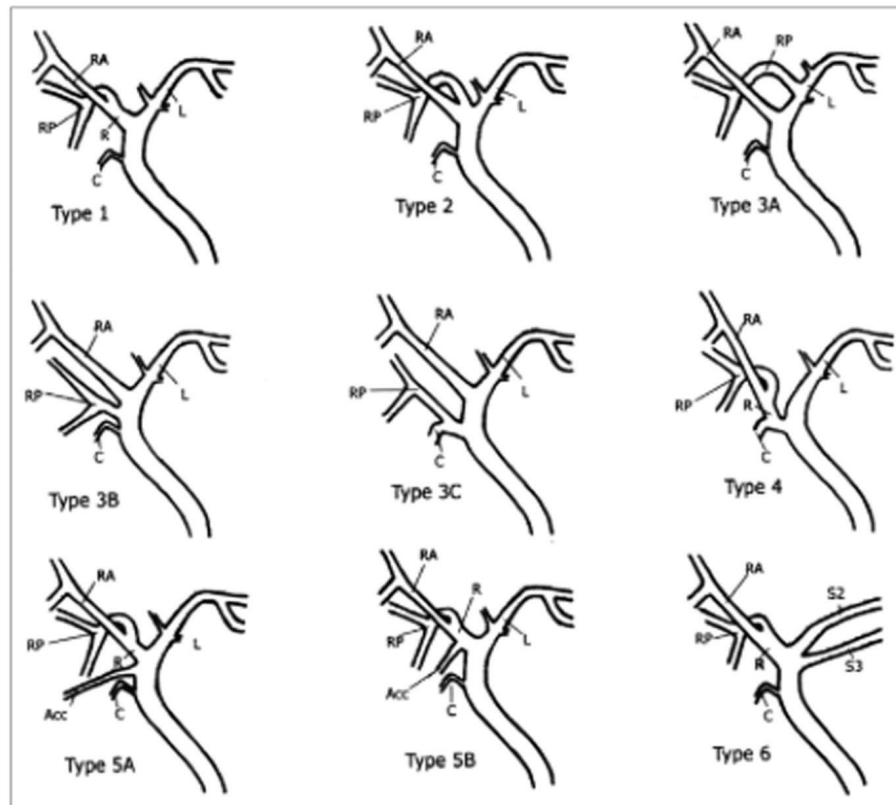 RA
RP
R
L
C
Type 1
RA
RP
L
C
Type 2
RA
RP
L
C
Type 3A
RA
RP
L
C
Type 3B
RA
RP
L
C
Type 3C
RA
RP
R
C
Type 4
RA
RP
R
L
Acc
C
Type 5A
RA
R
RP
L
Acc
C
Type 5B
RA
S2
RP
R
S3
C
Type 6